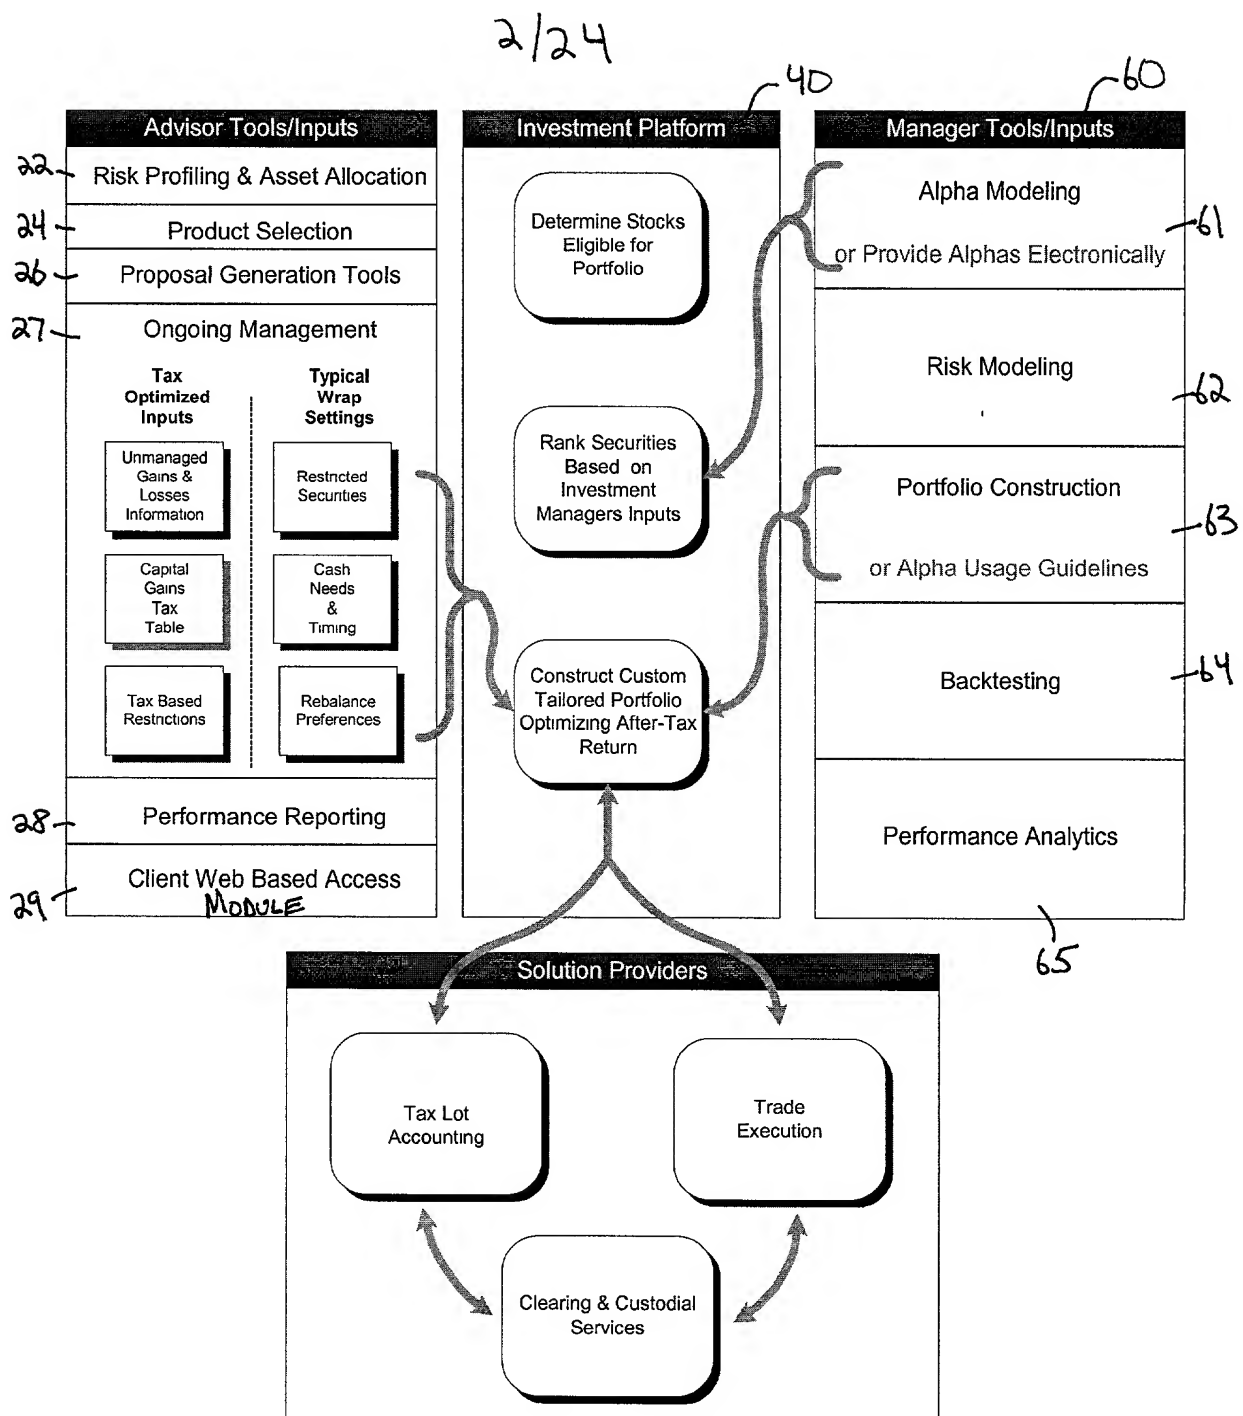 2/24
40
60
Advisor Tools/Inputs
22
Risk Profiling & Asset Allocation
24
Product Selection
26
Proposal Generation Tools
27
Ongoing Management
Tax
Optimized
Inputs
Typical
Wrap
Settings
Unmanaged
Gains &
Losses
Information
Restricted
Securities
Capital
Gains
Tax
Table
Cash
Needs
&
Timing
Tax Based
Restrictions
Rebalance
Preferences
28
Performance Reporting
29
Client Web Based Access
MODULE
Investment Platform
Determine Stocks
Eligible for
Portfolio
Rank Securities
Based on
Investment
Managers Inputs
Construct Custom
Tailored Portfolio
Optimizing After-Tax
Return
Manager Tools/Inputs
Alpha Modeling
61
or Provide Alphas Electronically
Risk Modeling
62
Portfolio Construction
63
or Alpha Usage Guidelines
Backtesting
64
Performance Analytics
65
Solution Providers
Tax Lot
Accounting
Trade
Execution
Clearing & Custodial
Services